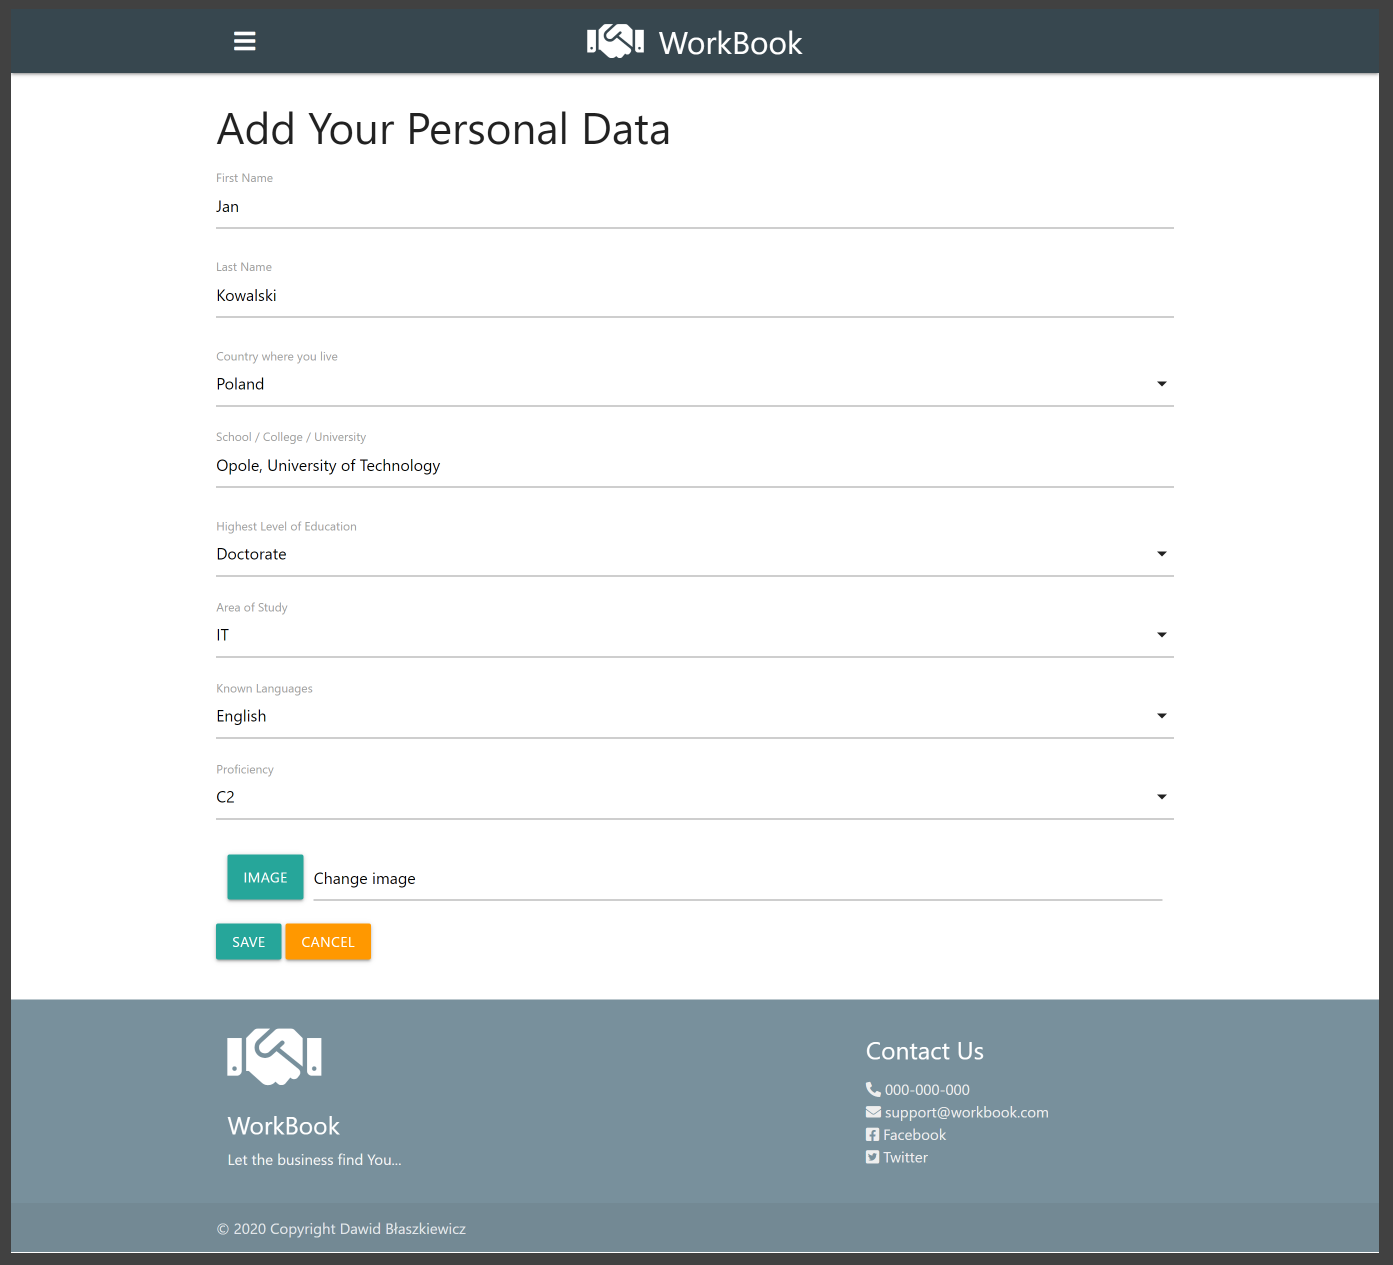 WorkBook
Add Your Personal Data
First Name
Jan
Last Name
Kowalski
Country where you live
Poland
School / College / University
Opole, University of Technology
Highest Level of Education
Doctorate
Area of Study
IT
Known Languages
English
Proficiency
C2
IMAGE Change image
SAVE CANCEL
WorkBook
Let the business find You...
Contact Us
000-000-000
support@workbook.com
Facebook
Twitter
© 2020 Copyright Dawid Błaszkiewicz